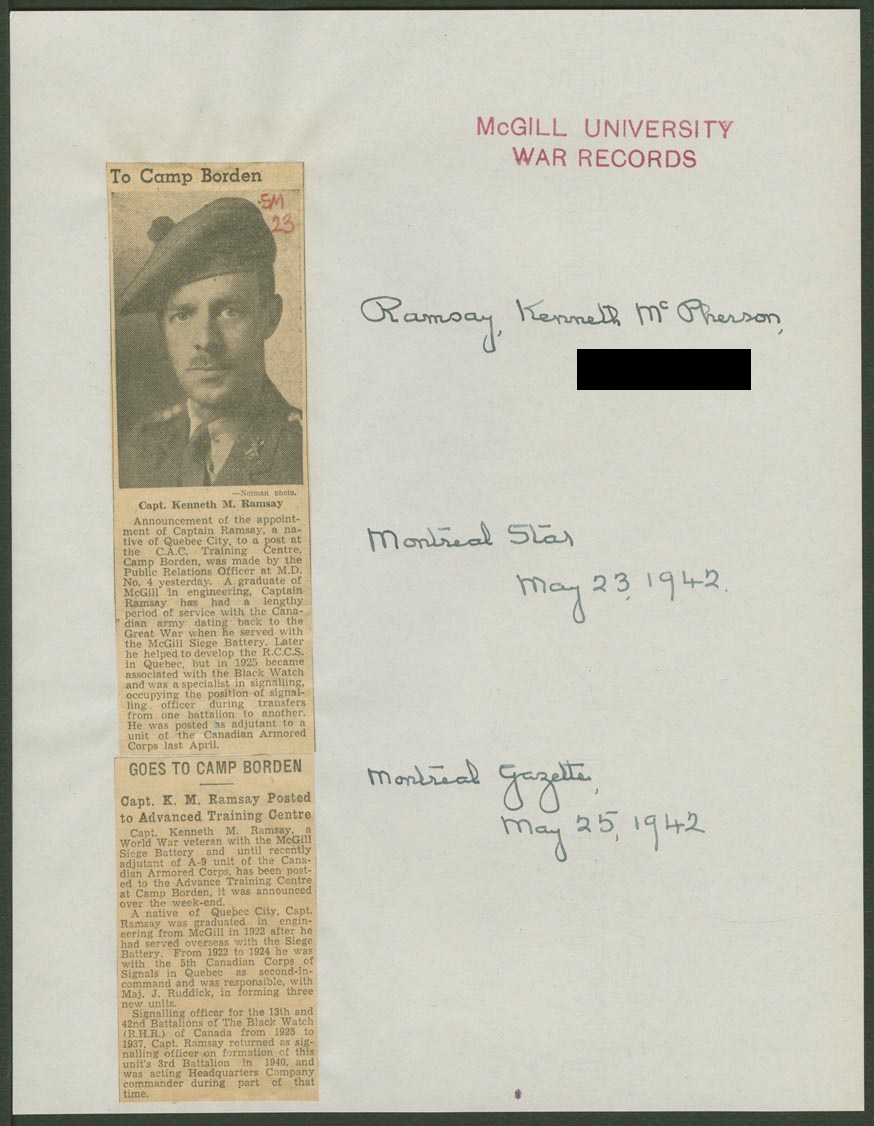 McGILL UNIVERSITY
WAR RECORDS
To Camp Borden
SM
23
—Notman photo.
Capt. Kenneth M. Ramsay
Announcement of the appoint-
ment of Captain Ramsay, a na-
tive of Quebec City, to a post at
the C.A.C. Training Centre,
Camp Borden, was made by the
Public Relations Officer at M.D.
No. 4 yesterday. A graduate of
McGill in engineering, Captain
Ramsay has had a lengthy
period of service with the Cana-
dian army dating back to the
Great War when he served with
the McGill Siege Battery. Later
he helped to develop the R.C.C.S.
in Quebec, but in 1925 became
associated with the Black Watch
and was a specialist in signalling,
occupying the position of signal-
ling officer during transfers
from one battalion to another.
He was posted as adjutant to a
unit of the Canadian Armored
Corps last April.
GOES TO CAMP BORDEN
Capt. K. M. Ramsay Posted
to Advanced Training Centre
Capt. Kenneth M. Ramsay, a
World War veteran with the McGill
Siege Battery and until recently
adjutant of A-9 unit of the Cana-
dian Armored Corps, has been post-
ed to the Advance Training Centre
at Camp Borden, it was announced
over the week-end.
A native of Quebec City, Capt.
Ramsay was graduated in engin-
eering from McGill in 1922 after he
had served overseas with the Siege
Battery. From 1922 to 1924 he was
with the 5th Canadian Corps of
Signals in Quebec as second-in-
command and was responsible, with
Maj. J. Ruddick, in forming three
new units.
Signalling officer for the 13th and
42nd Battalions of The Black Watch
(R.H.R.) of Canada from 1925 to
1937, Capt. Ramsay returned as sig-
nalling officer on formation of this
unit's 3rd Battalion in 1940, and
was acting Headquarters Company
commander during part of that
time.
Ramsay, Kenneth Mc Pherson,
Montreal Star
May 23, 1942.
Montreal Gazette,
May 25, 1942